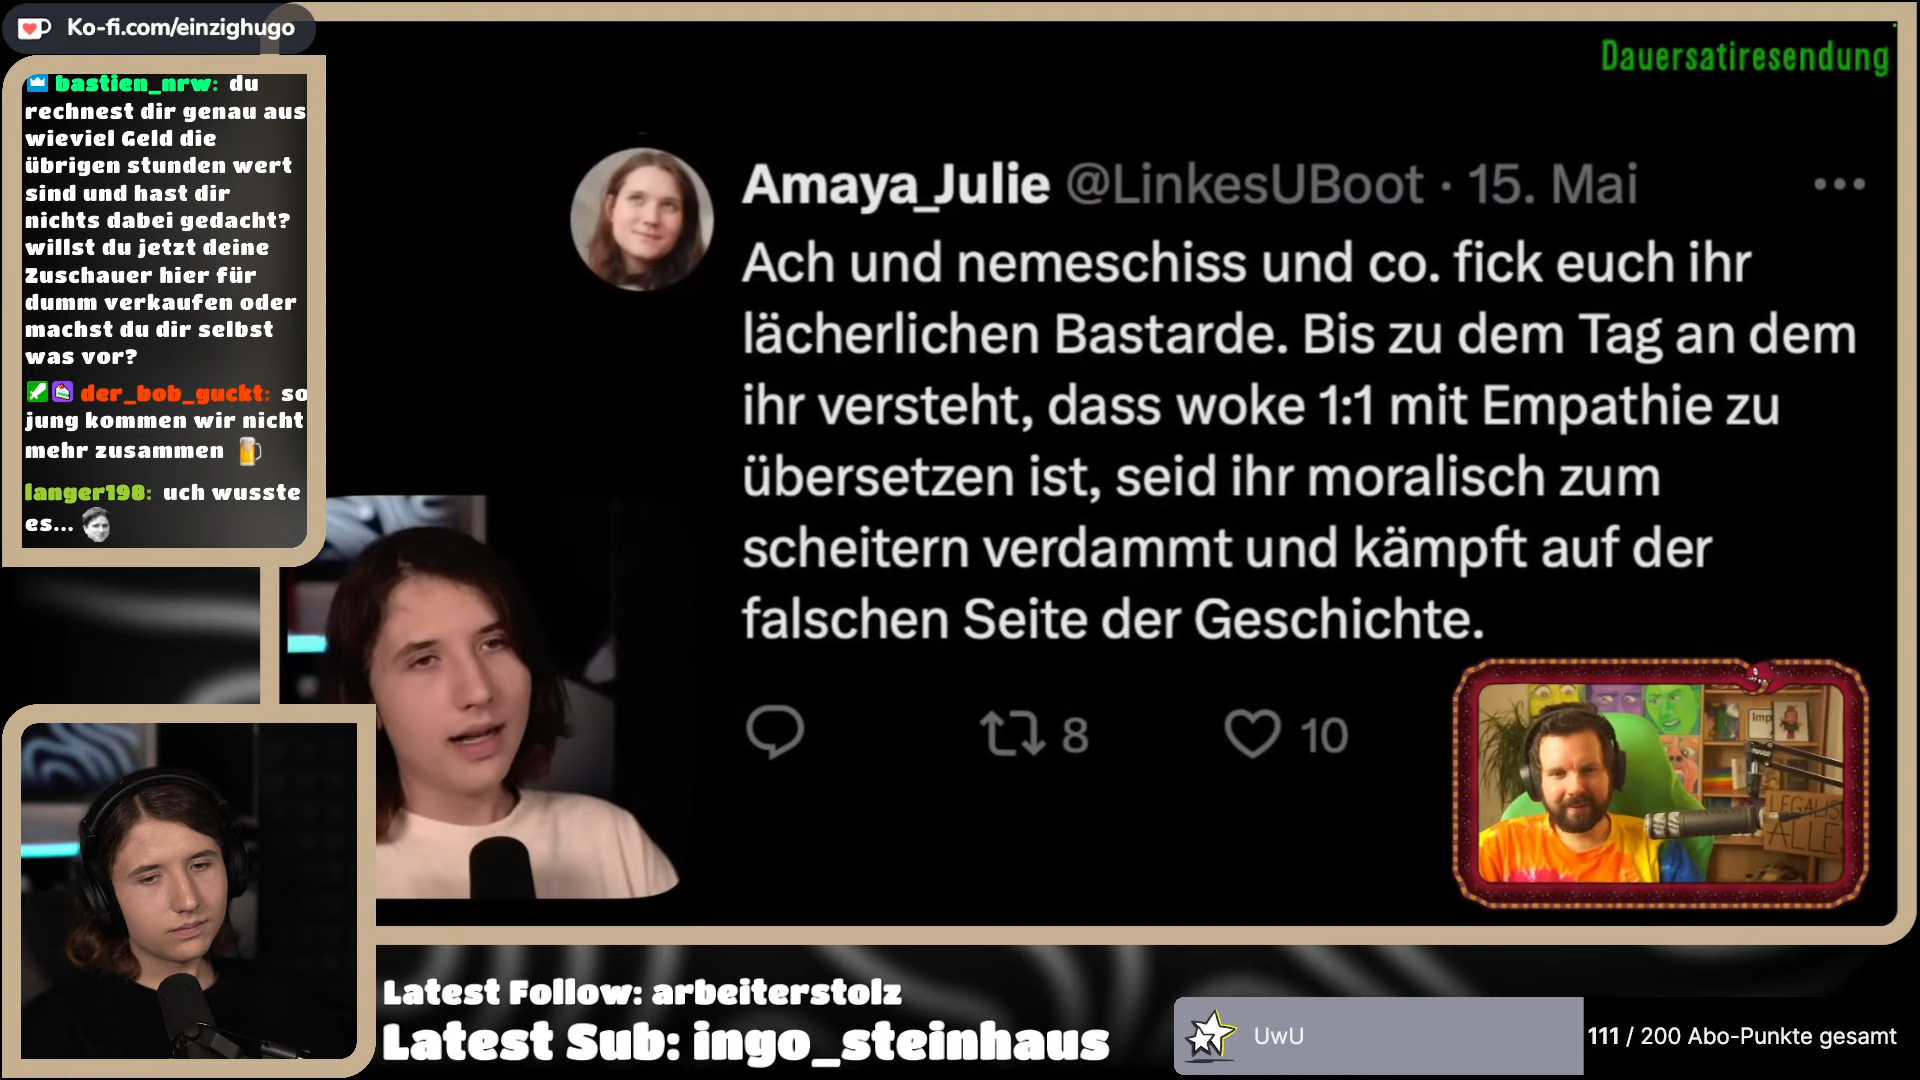 Ko-fi.com/einzighugo
bastien_nrw: du
rechnest dir genau aus
wieviel Geld die
übrigen stunden wert
sind und hast dir
nichts dabei gedacht?
willst du jetzt deine
Zuschauer hier für
dumm verkaufen oder
machst du dir selbst
was vor?
der_bob_guckt: so
jung kommen wir nicht
mehr zusammen
langer198: uch wusste
es...
Dauersatiresendung
Amaya_Julie @LinkesUBoot · 15. Mai
Ach und nemeschiss und co. fick euch ihr
lächerlichen Bastarde. Bis zu dem Tag an dem
ihr versteht, dass woke 1:1 mit Empathie zu
übersetzen ist, seid ihr moralisch zum
scheitern verdammt und kämpft auf der
falschen Seite der Geschichte.
8
10
Imp
LEGALIS
ALLE
Latest Follow: arbeiterstolz
Latest Sub: ingo_steinhaus
UwU
111 / 200 Abo-Punkte gesamt